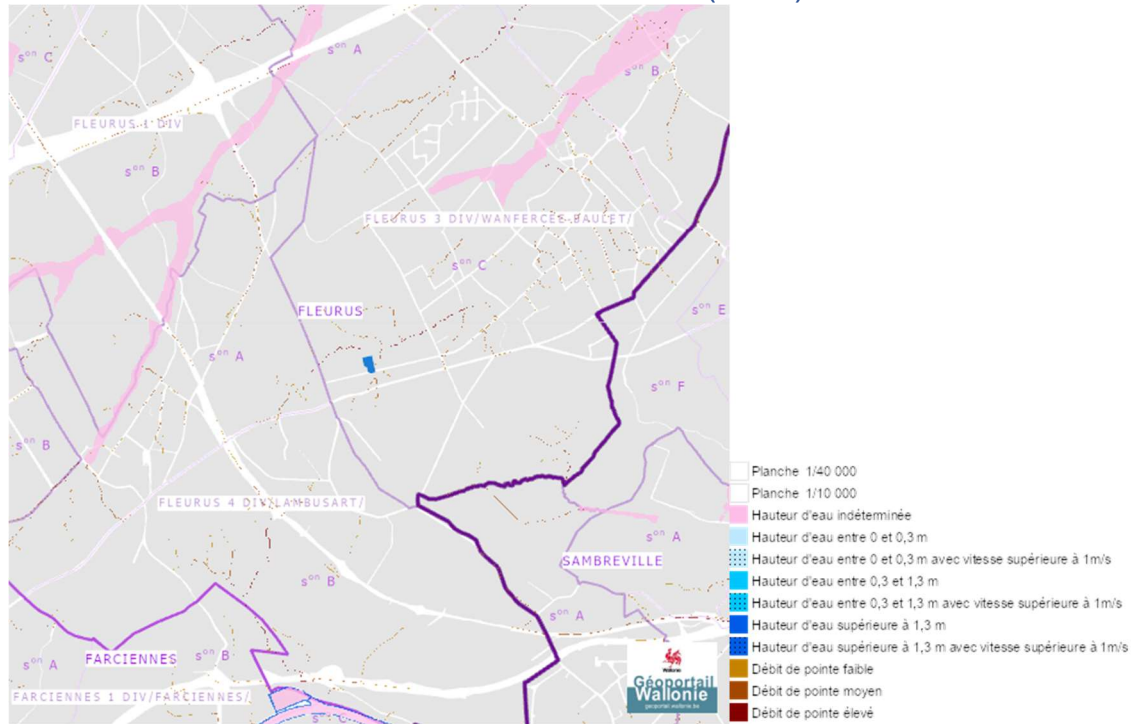 sᵒⁿ C
sᵒⁿ A
sᵒⁿ B
FLEURUS 1 DIV
sᵒⁿ B
FLEURUS 3 DIV/WANFERCEE-BAULET/
sᵒⁿ C
FLEURUS
sᵒⁿ E
sᵒⁿ A
sᵒⁿ F
sᵒⁿ B
FLEURUS 4 DIV/LAMBUSART/
sᵒⁿ A
SAMBREVILLE
sᵒⁿ B
sᵒⁿ A
FARCIENNES
sᵒⁿ A
sᵒⁿ B
FARCIENNES 1 DIV/FARCIENNES/
Wallonie
Géoportail
Wallonie
geoportail.wallonie.be
Planche 1/40 000
Planche 1/10 000
Hauteur d'eau indéterminée
Hauteur d'eau entre 0 et 0,3 m
Hauteur d'eau entre 0 et 0,3 m avec vitesse supérieure à 1m/s
Hauteur d'eau entre 0,3 et 1,3 m
Hauteur d'eau entre 0,3 et 1,3 m avec vitesse supérieure à 1m/s
Hauteur d'eau supérieure à 1,3 m
Hauteur d'eau supérieure à 1,3 m avec vitesse supérieure à 1m/s
Débit de pointe faible
Débit de pointe moyen
Débit de pointe élevé